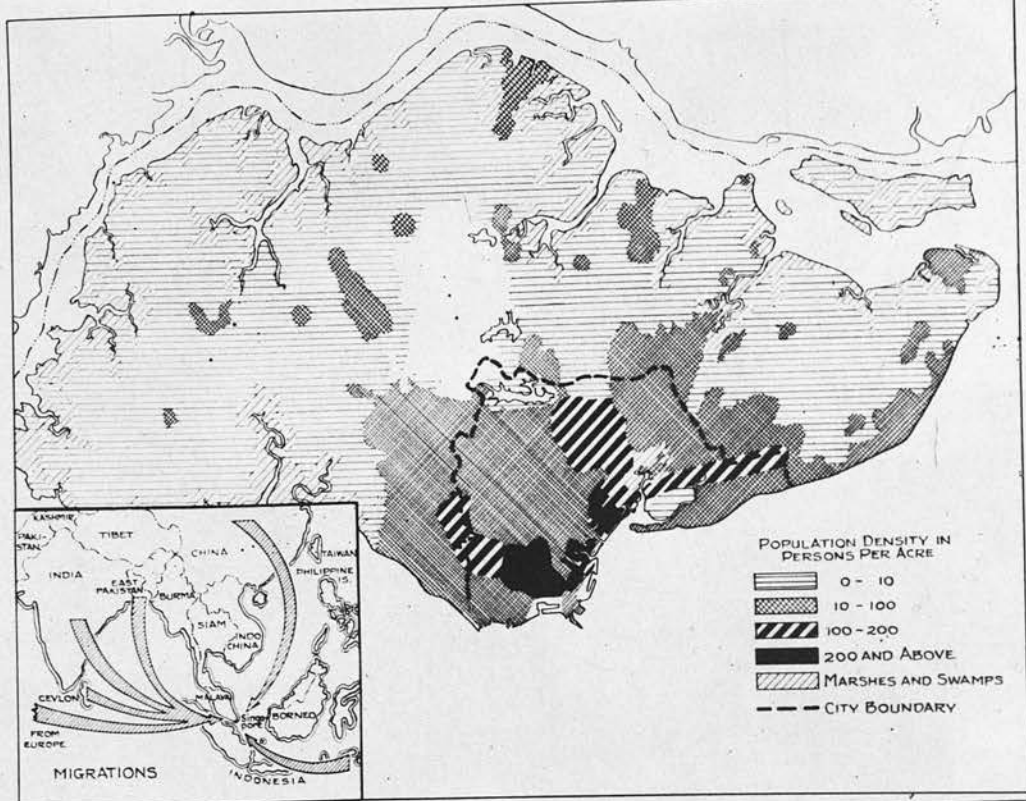 POPULATION DENSITY IN
PERSONS PER ACRE
0 - 10
10 - 100
100 - 200
200 AND ABOVE
MARSHES AND SWAMPS
CITY BOUNDARY
KASHMIR
PAKI-
STAN
TIBET
CHINA
INDIA
EAST
PAKISTAN
BURMA
TAIWAN
PHILIPPINE
IS.
SIAM
INDO
CHINA
CEYLON
MALAYA
Singa
pore
BORNEO
FROM
EUROPE
INDONESIA
MIGRATIONS